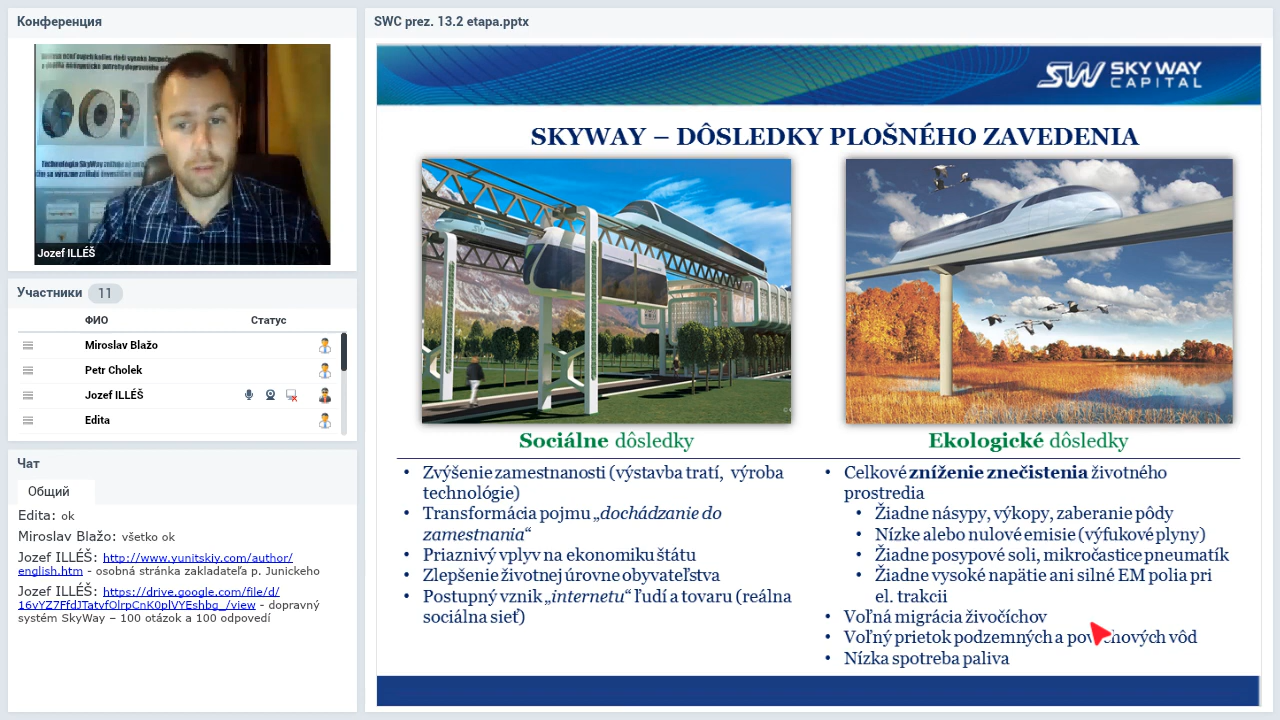 Конференция
Jozef ILLÉŠ
Участники 11
ФИО Статус
Miroslav Blažo
Petr Cholek
Jozef ILLÉŠ
Edita
Чат
Общий
Edita: ok
Miroslav Blažo: všetko ok
Jozef ILLÉŠ: http://www.yunitskiy.com/author/
english.htm - osobná stránka zakladateľa p. Junickeho
Jozef ILLÉŠ: https://drive.google.com/file/d/
16vYZ7FfdJTatvfOlrpCnK0plVYEshbg_/view - dopravný
systém SkyWay – 100 otázok a 100 odpovedí
SWC prez. 13.2 etapa.pptx
SW SKY WAY
CAPITAL
SKYWAY – DÔSLEDKY PLOŠNÉHO ZAVEDENIA
Sociálne dôsledky
• Zvýšenie zamestnanosti (výstavba tratí, výroba
technológie)
• Transformácia pojmu „dochádzanie do
zamestnania“
• Priaznivý vplyv na ekonomiku štátu
• Zlepšenie životnej úrovne obyvateľstva
• Postupný vznik „internetu“ ľudí a tovaru (reálna
sociálna sieť)
Ekologické dôsledky
• Celkové zníženie znečistenia životného
prostredia
• Žiadne násypy, výkopy, zaberanie pôdy
• Nízke alebo nulové emisie (výfukové plyny)
• Žiadne posypové soli, mikročastice pneumatík
• Žiadne vysoké napätie ani silné EM polia pri
el. trakcii
• Voľná migrácia živočíchov
• Voľný prietok podzemných a povrchových vôd
• Nízka spotreba paliva